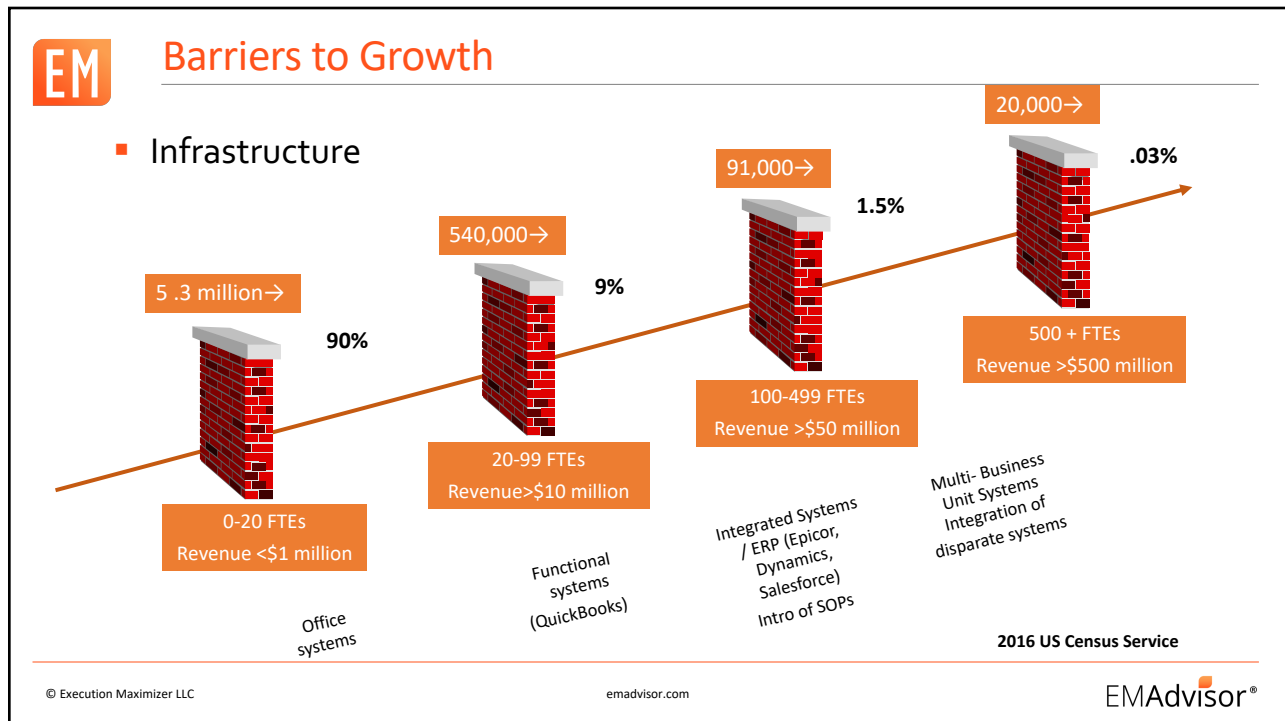 EM
Barriers to Growth
▪ Infrastructure
5 .3 million→
90%
0-20 FTEs
Revenue <$1 million
540,000→
9%
20-99 FTEs
Revenue>$10 million
91,000→
1.5%
100-499 FTEs
Revenue >$50 million
20,000→
.03%
500 + FTEs
Revenue >$500 million
Office
systems
Functional
systems
(QuickBooks)
Integrated Systems
/ ERP (Epicor,
Dynamics,
Salesforce)
Intro of SOPs
Multi- Business
Unit Systems
Integration of
disparate systems
2016 US Census Service
© Execution Maximizer LLC
emadvisor.com
EMAdvisor®